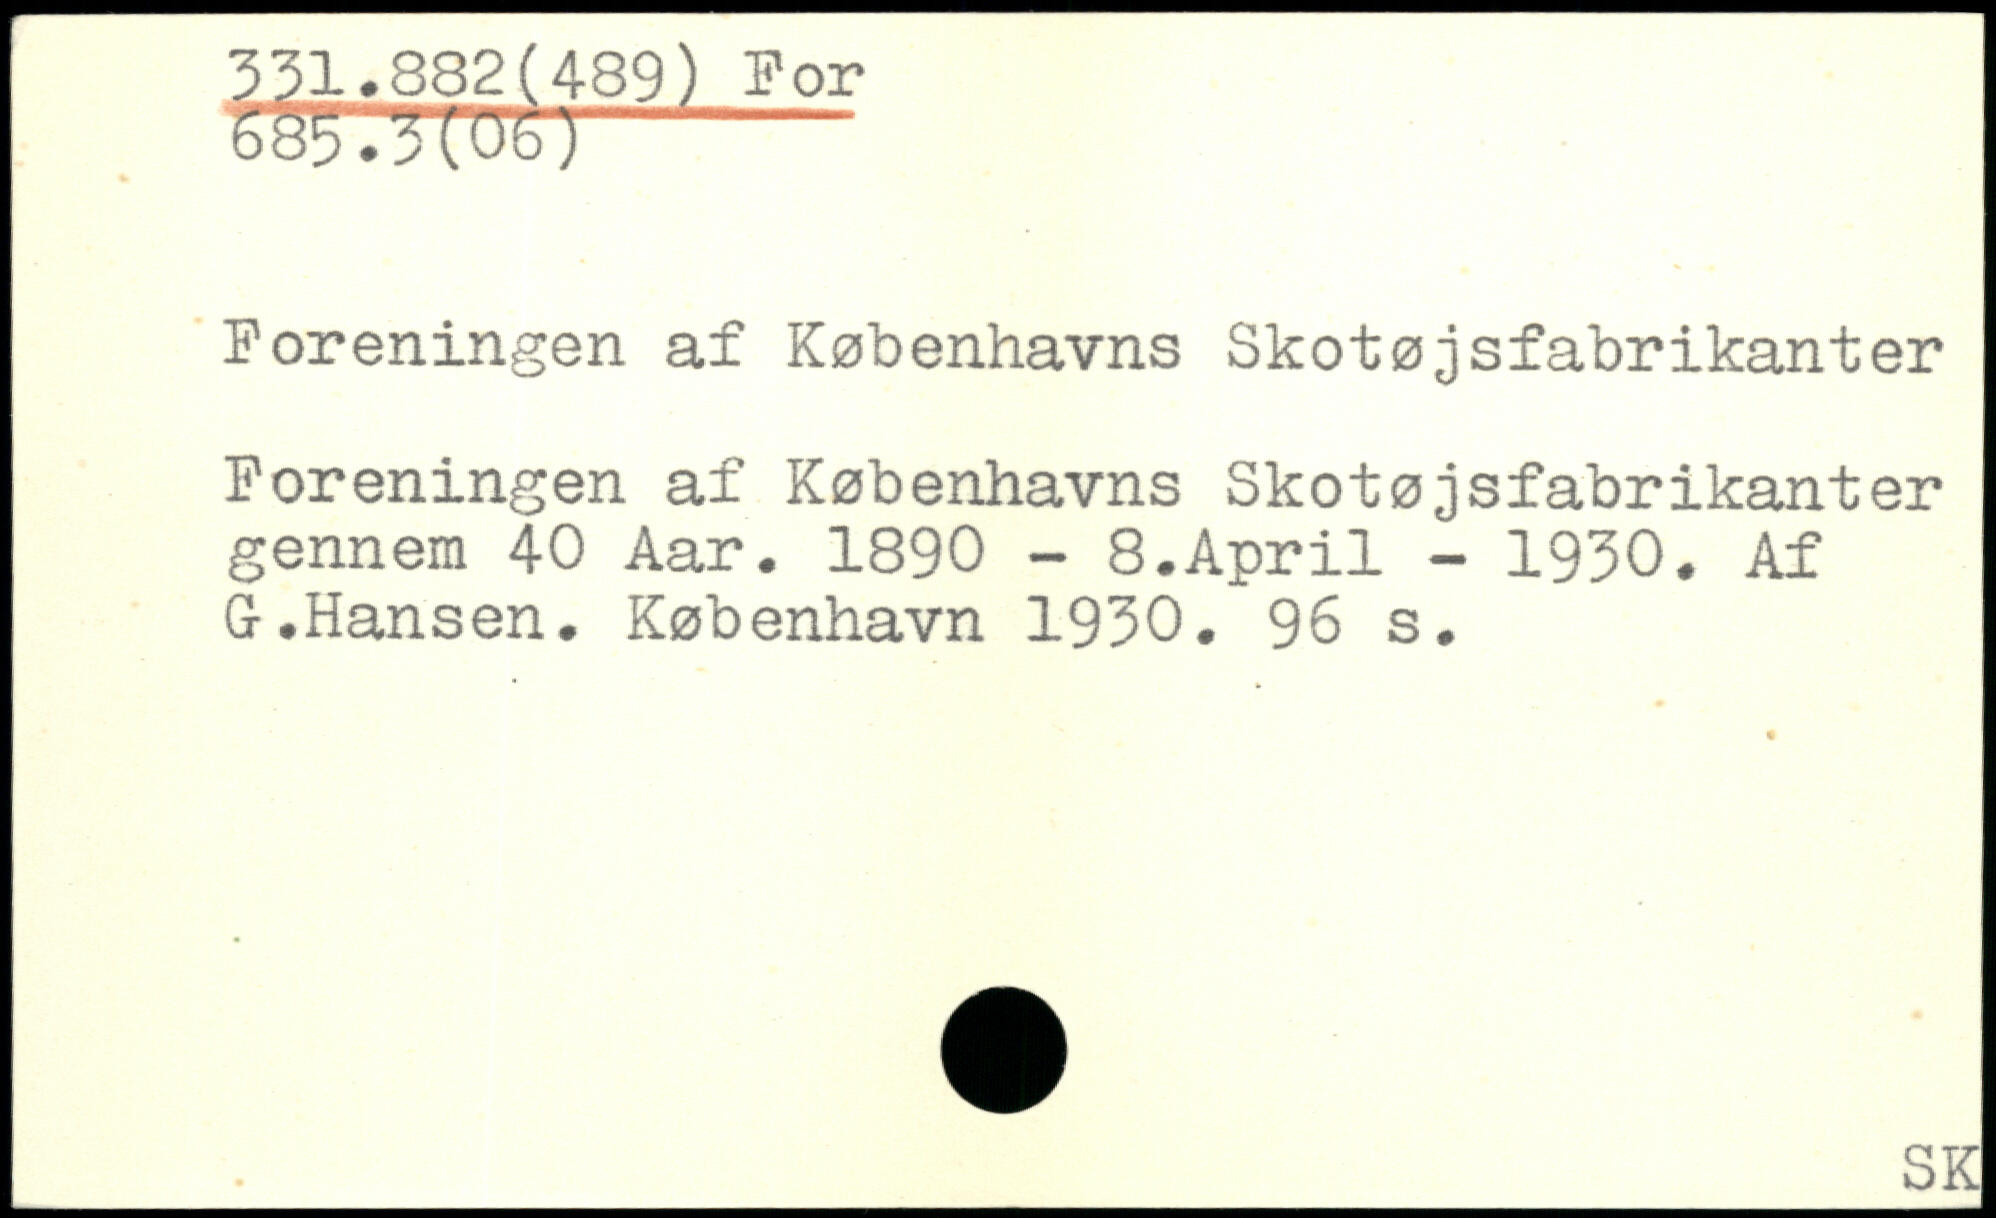 331.882(489) For
685.3(06)
Foreningen af Københavns Skotøjsfabrikanter
Foreningen af Københavns Skotøjsfabrikanter
gennem 40 Aar. 1890 - 8.April - 1930. Af
G.Hansen. København 1930. 96 s.
SK